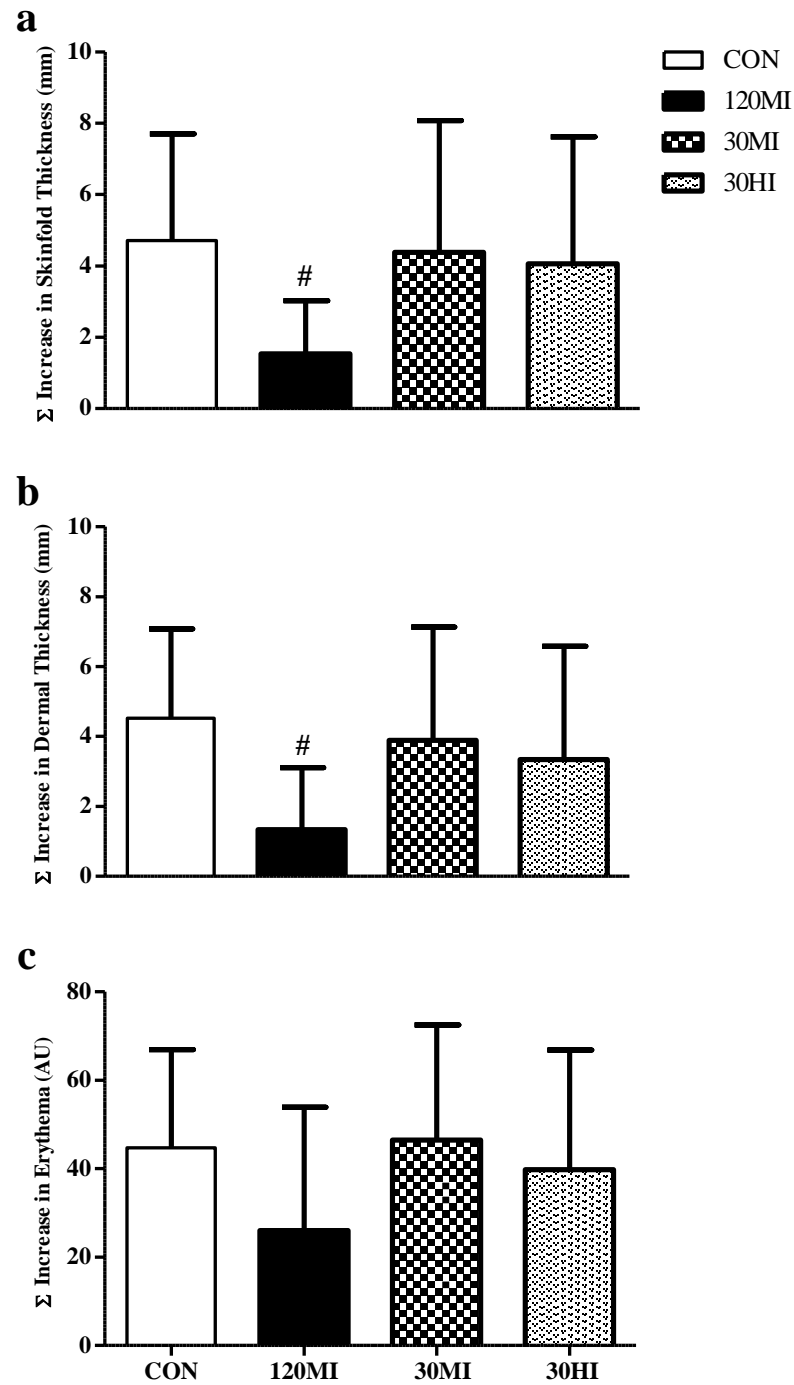 a
Σ Increase in Skinfold Thickness (mm)
10
8
6
4
2
0
#
CON
120MI
30MI
30HI
b
Σ Increase in Dermal Thickness (mm)
10
8
6
4
2
0
#
c
Σ Increase in Erythema (AU)
80
60
40
20
0
CON 120MI 30MI 30HI